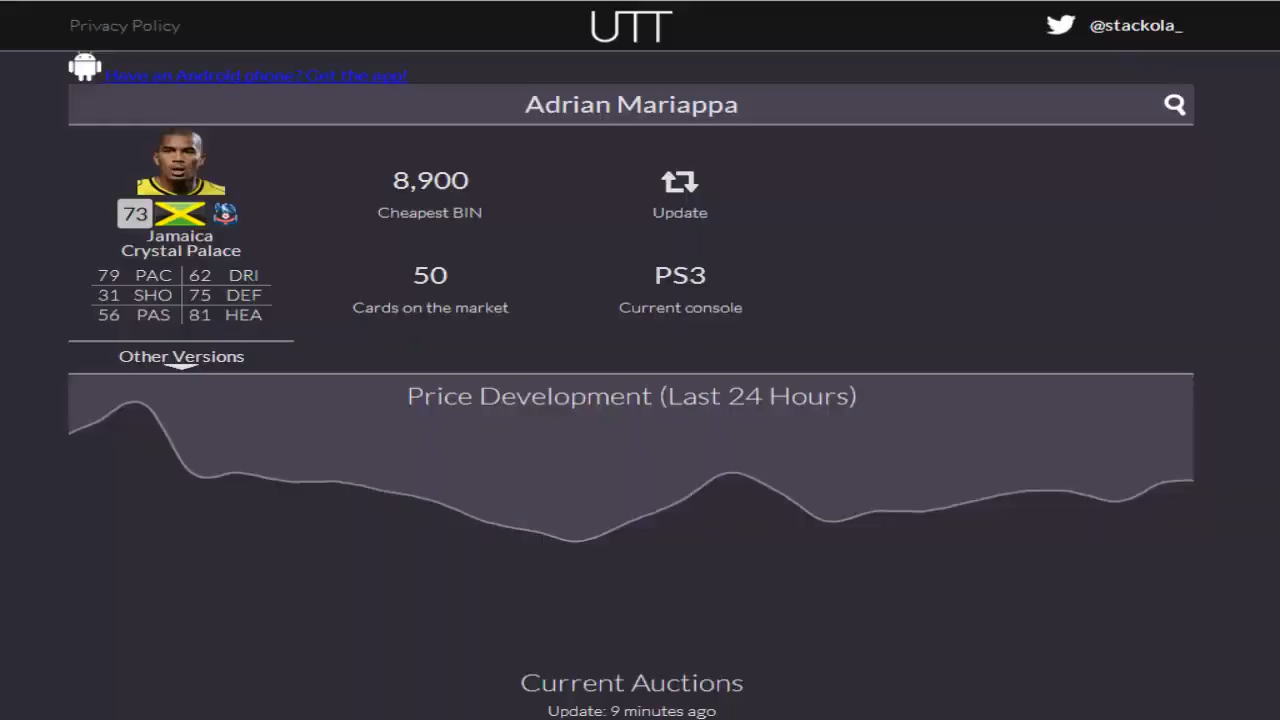 Privacy Policy
UTT
@stackola_
Have an Android phone? Get the app!
Adrian Mariappa
73
Jamaica
Crystal Palace
79 PAC 62 DRI
31 SHO 75 DEF
56 PAS 81 HEA
Other Versions
8,900
Cheapest BIN
Update
50
Cards on the market
PS3
Current console
Price Development (Last 24 Hours)
Current Auctions
Update: 9 minutes ago